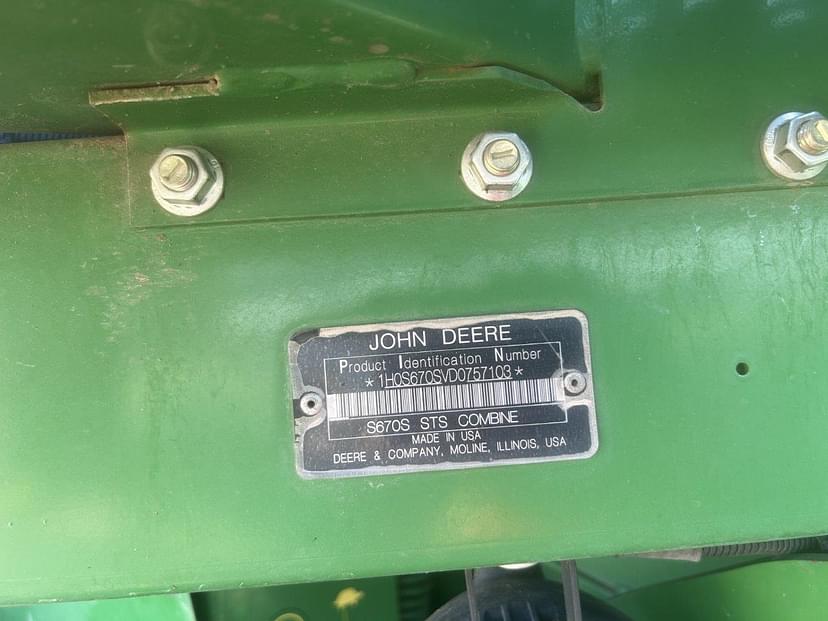 JOHN DEERE
Product Identification Number
*1H0S670SVD0757103*
S670S STS COMBINE
MADE IN USA
DEERE & COMPANY, MOLINE, ILLINOIS, USA